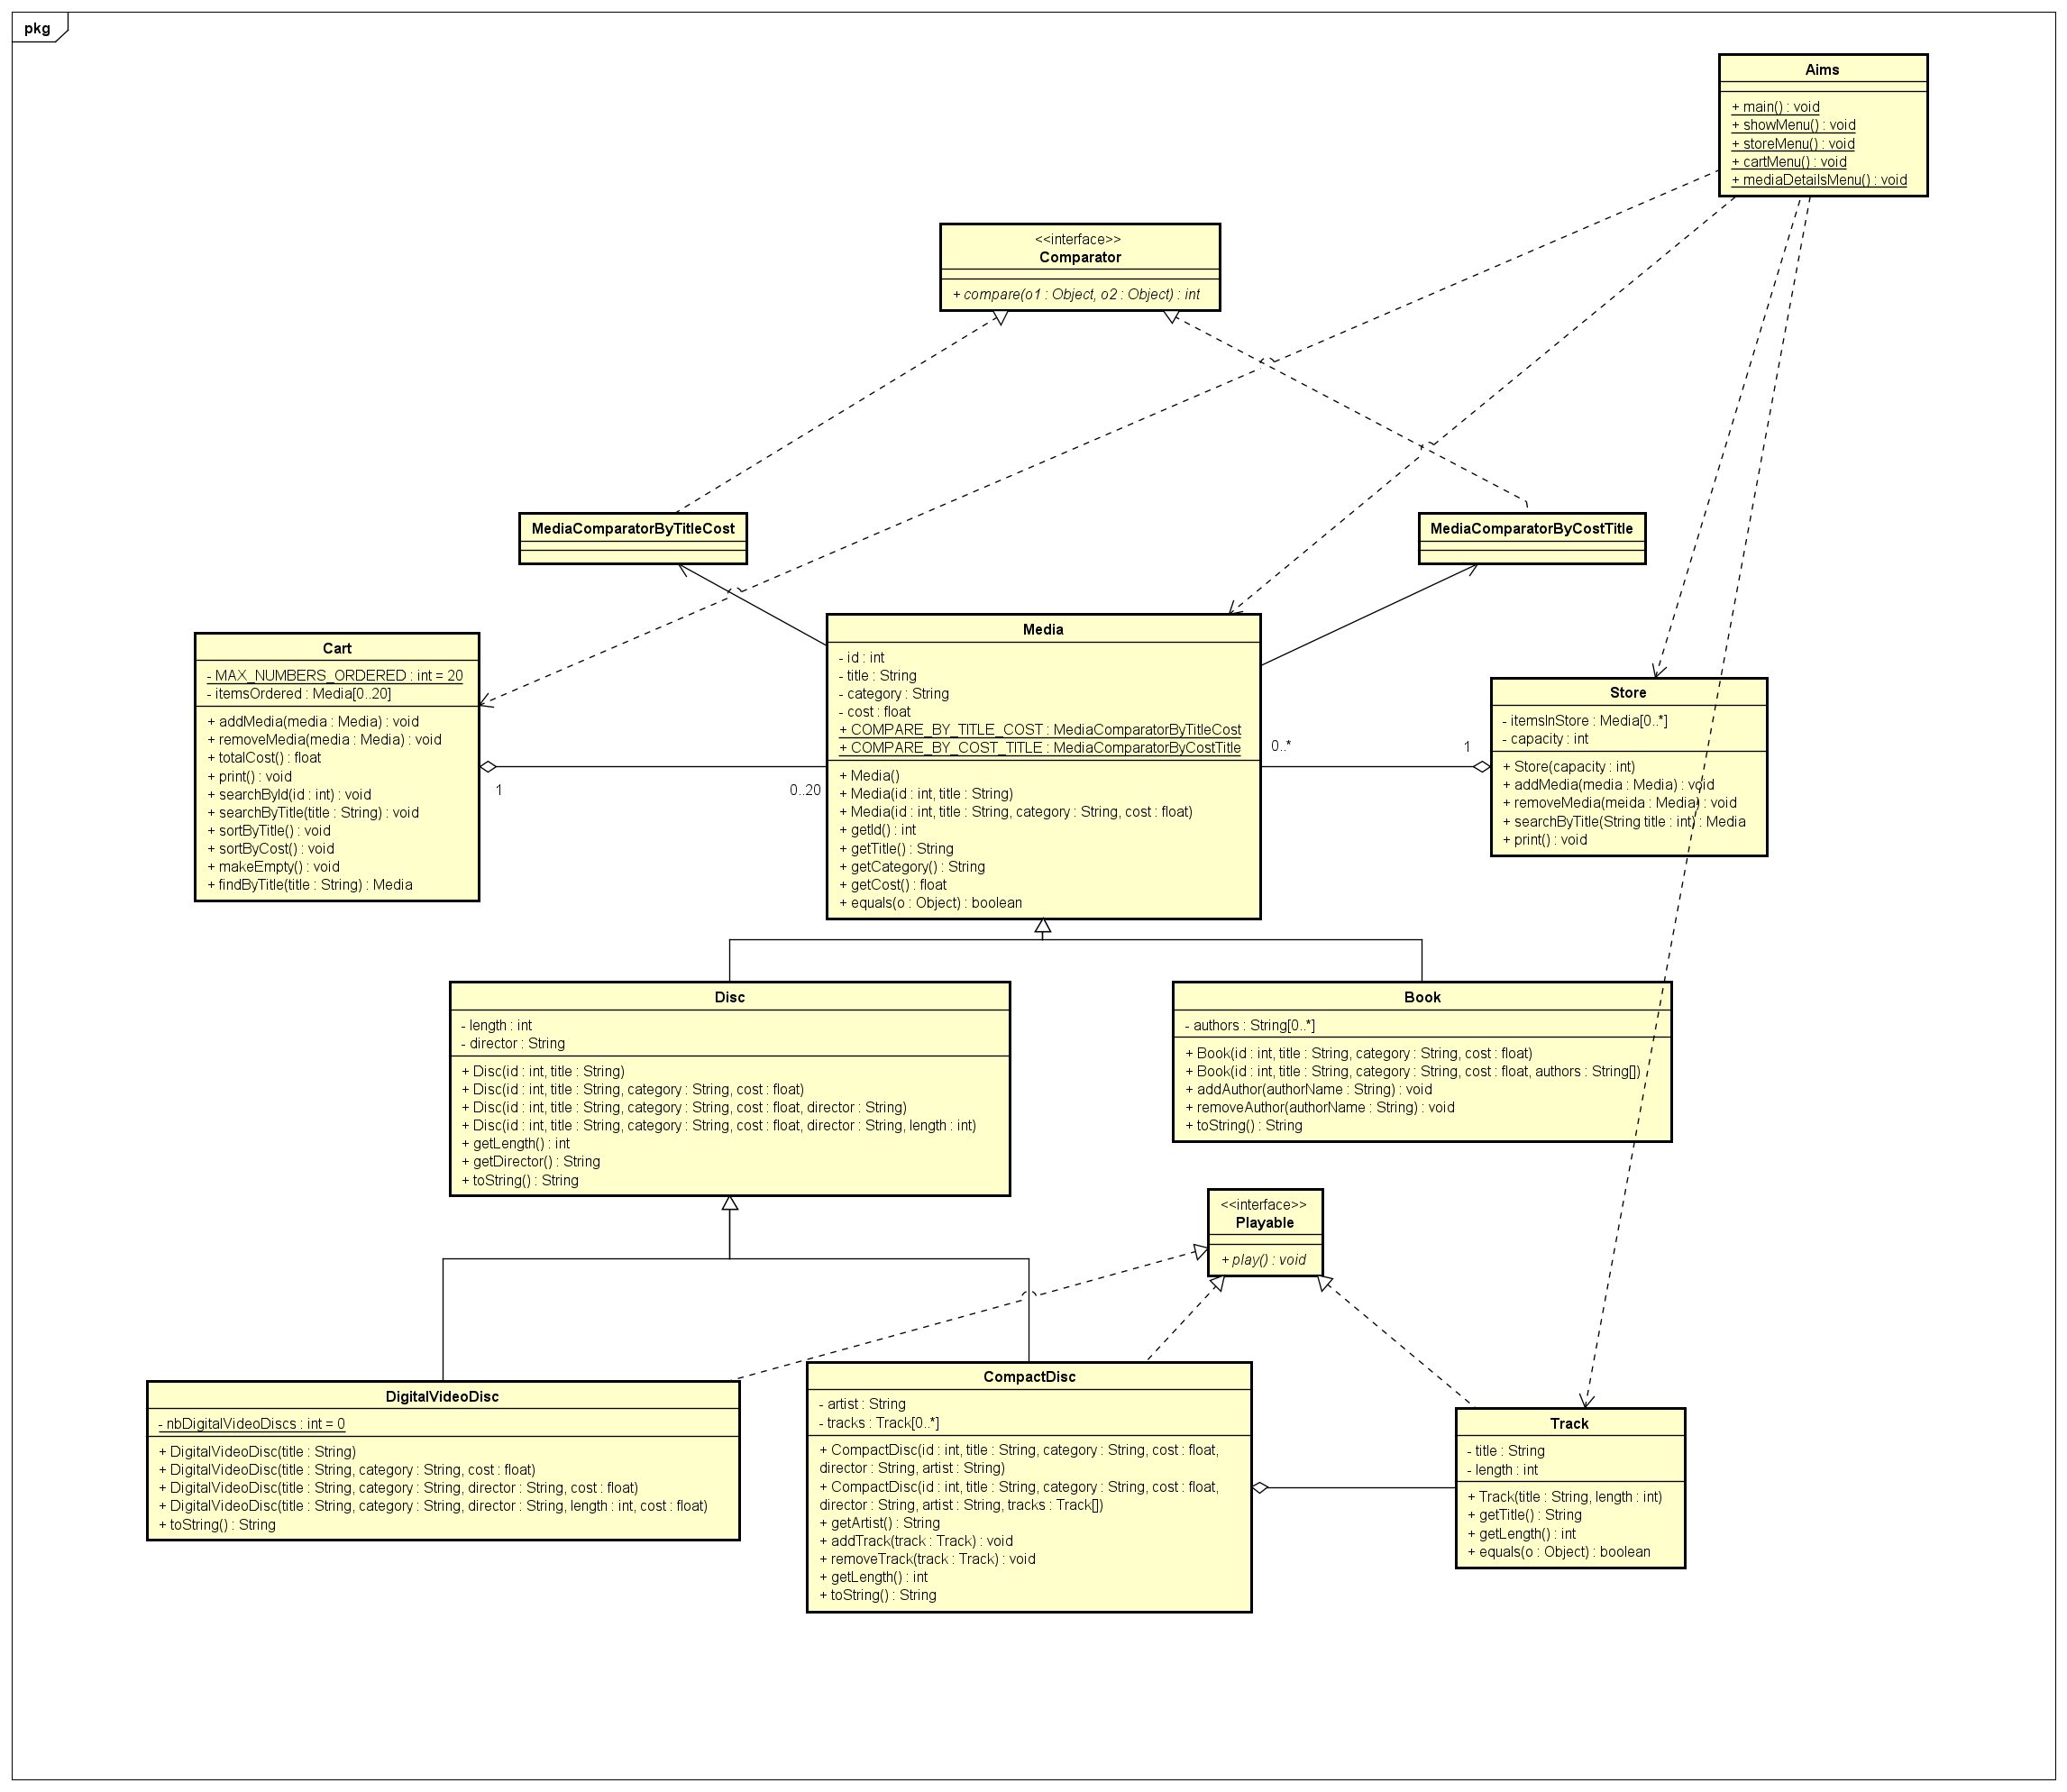 pkg
Aims
+ main() : void
+ showMenu() : void
+ storeMenu() : void
+ cartMenu() : void
+ mediaDetailsMenu() : void
<<interface>>
Comparator
+ compare(o1 : Object, o2 : Object) : int
MediaComparatorByTitleCost
MediaComparatorByCostTitle
Cart
- MAX_NUMBERS_ORDERED : int = 20
- itemsOrdered : Media[0..20]
+ addMedia(media : Media) : void
+ removeMedia(media : Media) : void
+ totalCost() : float
+ print() : void
+ searchById(id : int) : void
+ searchByTitle(title : String) : void
+ sortByTitle() : void
+ sortByCost() : void
+ makeEmpty() : void
+ findByTitle(title : String) : Media
1
0..20
Media
- id : int
- title : String
- category : String
- cost : float
+ COMPARE_BY_TITLE_COST : MediaComparatorByTitleCost
+ COMPARE_BY_COST_TITLE : MediaComparatorByCostTitle
+ Media()
+ Media(id : int, title : String)
+ Media(id : int, title : String, category : String, cost : float)
+ getId() : int
+ getTitle() : String
+ getCategory() : String
+ getCost() : float
+ equals(o : Object) : boolean
0..*
1
Store
- itemsInStore : Media[0..*]
- capacity : int
+ Store(capacity : int)
+ addMedia(media : Media) : void
+ removeMedia(meida : Media) : void
+ searchByTitle(String title : int) : Media
+ print() : void
Disc
- length : int
- director : String
+ Disc(id : int, title : String)
+ Disc(id : int, title : String, category : String, cost : float)
+ Disc(id : int, title : String, category : String, cost : float, director : String)
+ Disc(id : int, title : String, category : String, cost : float, director : String, length : int)
+ getLength() : int
+ getDirector() : String
+ toString() : String
Book
- authors : String[0..*]
+ Book(id : int, title : String, category : String, cost : float)
+ Book(id : int, title : String, category : String, cost : float, authors : String[])
+ addAuthor(authorName : String) : void
+ removeAuthor(authorName : String) : void
+ toString() : String
<<interface>>
Playable
+ play() : void
DigitalVideoDisc
- nbDigitalVideoDiscs : int = 0
+ DigitalVideoDisc(title : String)
+ DigitalVideoDisc(title : String, category : String, cost : float)
+ DigitalVideoDisc(title : String, category : String, director : String, cost : float)
+ DigitalVideoDisc(title : String, category : String, director : String, length : int, cost : float)
+ toString() : String
CompactDisc
- artist : String
- tracks : Track[0..*]
+ CompactDisc(id : int, title : String, category : String, cost : float,
director : String, artist : String)
+ CompactDisc(id : int, title : String, category : String, cost : float,
director : String, artist : String, tracks : Track[])
+ getArtist() : String
+ addTrack(track : Track) : void
+ removeTrack(track : Track) : void
+ getLength() : int
+ toString() : String
Track
- title : String
- length : int
+ Track(title : String, length : int)
+ getTitle() : String
+ getLength() : int
+ equals(o : Object) : boolean